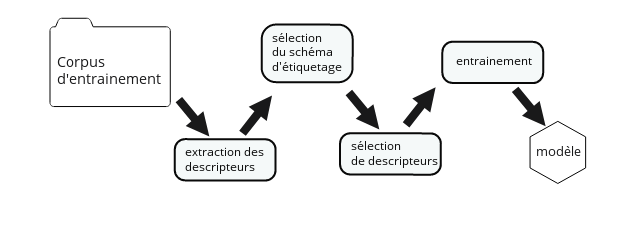 Corpus
d'entrainement
extraction des
descripteurs
sélection
du schéma
d'étiquetage
sélection
de descripteurs
entrainement
modèle